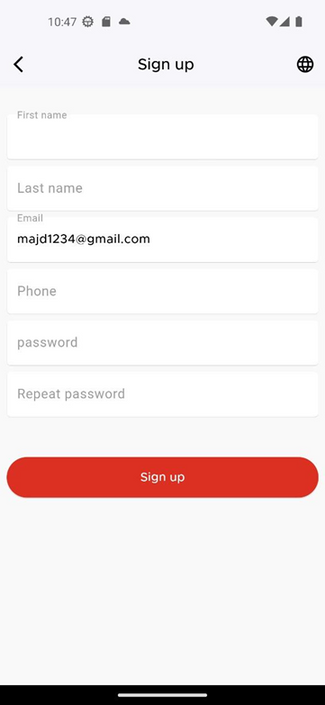 10:47
Sign up
First name
Last name
Email
majd1234@gmail.com
Phone
password
Repeat password
Sign up